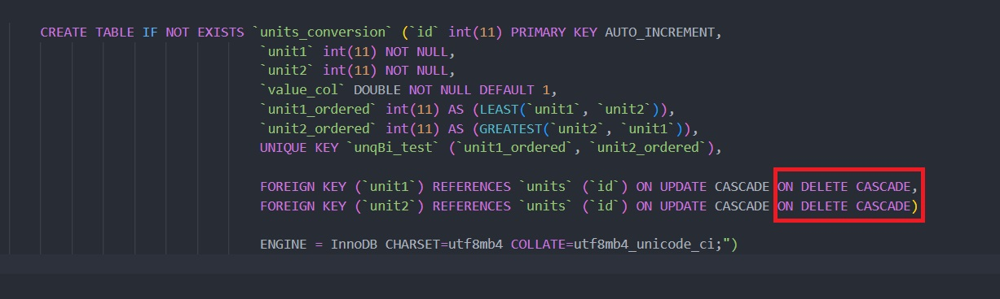 CREATE TABLE IF NOT EXISTS `units_conversion` (`id` int(11) PRIMARY KEY AUTO_INCREMENT,
`unit1` int(11) NOT NULL,
`unit2` int(11) NOT NULL,
`value_col` DOUBLE NOT NULL DEFAULT 1,
`unit1_ordered` int(11) AS (LEAST(`unit1`, `unit2`)),
`unit2_ordered` int(11) AS (GREATEST(`unit2`, `unit1`)),
UNIQUE KEY `unqBi_test` (`unit1_ordered`, `unit2_ordered`),
FOREIGN KEY (`unit1`) REFERENCES `units` (`id`) ON UPDATE CASCADE ON DELETE CASCADE,
FOREIGN KEY (`unit2`) REFERENCES `units` (`id`) ON UPDATE CASCADE ON DELETE CASCADE)
ENGINE = InnoDB CHARSET=utf8mb4 COLLATE=utf8mb4_unicode_ci;")